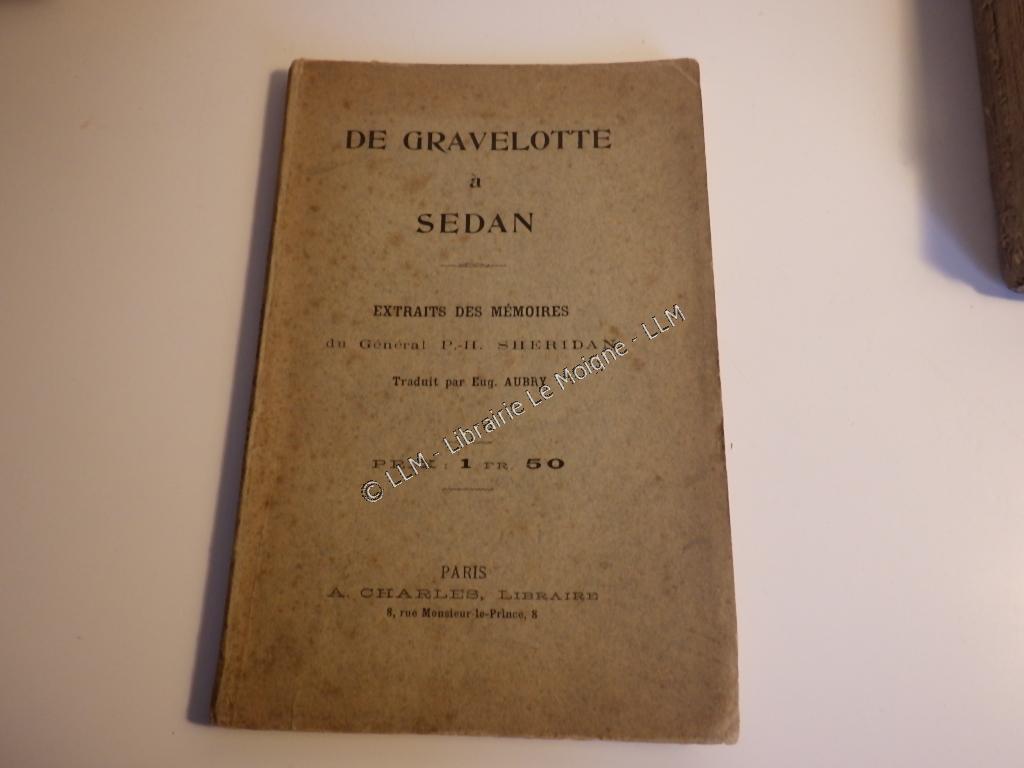 DE GRAVELOTTE
à
SEDAN
EXTRAITS DES MÉMOIRES
du Général P.-H. SHERIDAN
Traduit par Eug. AUBRY
PRIX : 1 FR. 50
PARIS
A. CHARLES, LIBRAIRE
8, rue Monsieur-le-Prince, 8
© LLM - Librairie Le Moigne - LLM